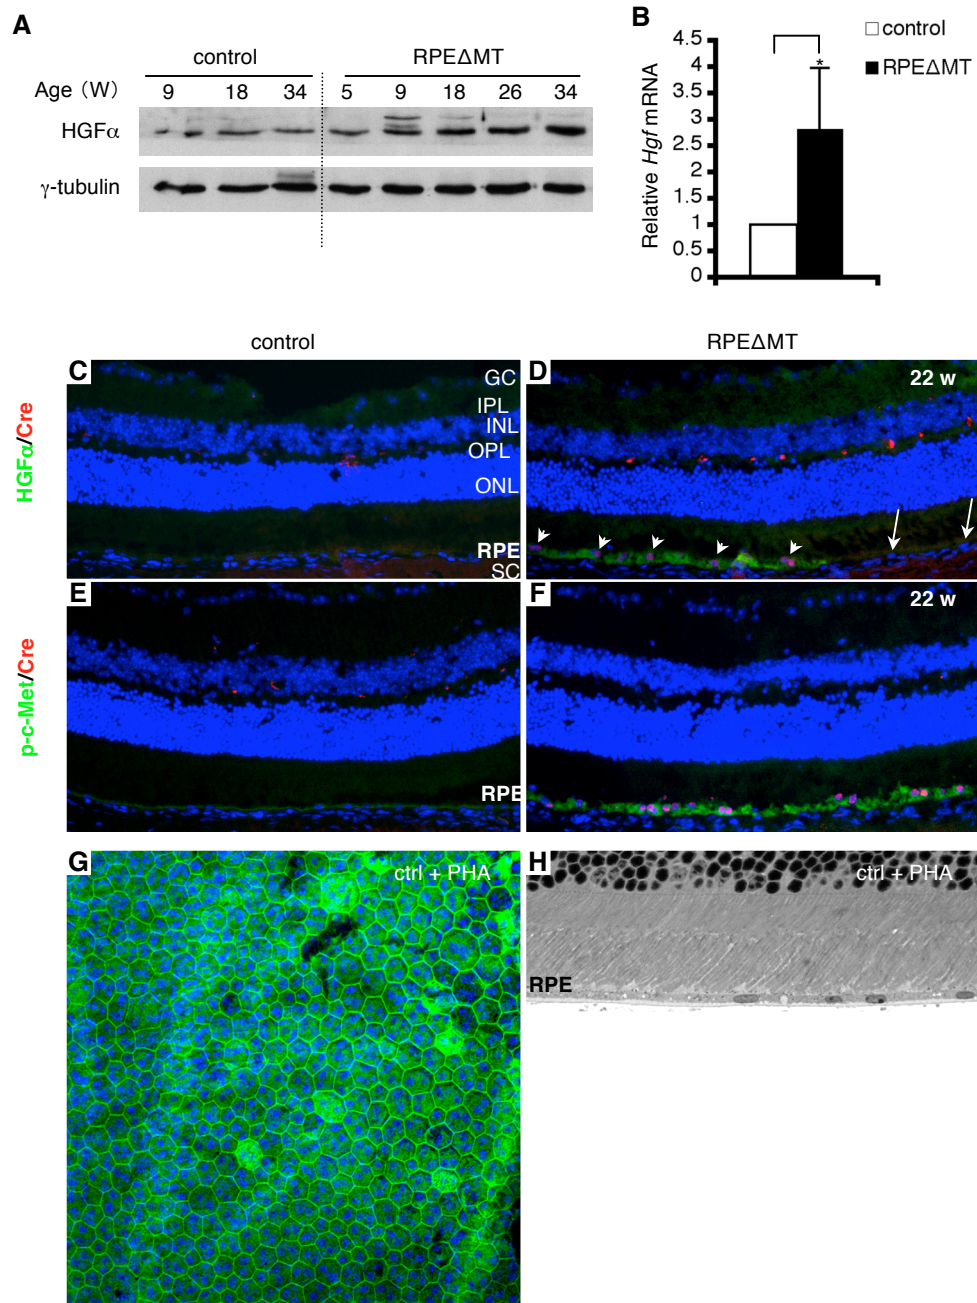 A
control RPEΔMT
Age (W) 9 18 34 5 9 18 26 34
HGFα
γ-tubulin
B
control
RPEΔMT
Relative Hgf mRNA
4.5
4
3.5
3
2.5
2
1.5
1
0.5
0
*
control RPEΔMT
HGFα/Cre
C
GC
IPL
INL
OPL
ONL
RPE
SC
D
22 w
p-c-Met/Cre
E
RPE
F
22 w
G
ctrl + PHA
H
ctrl + PHA
RPE